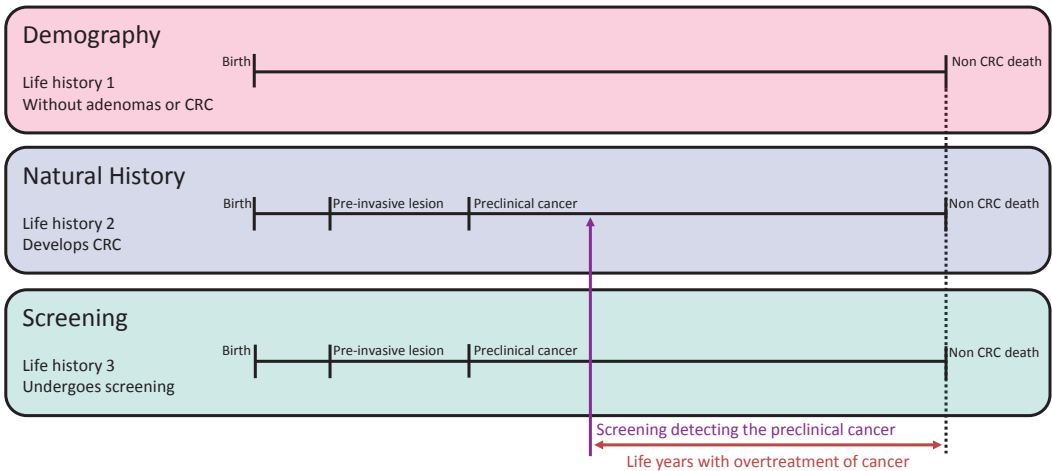 Demography
Birth
Non CRC death
Life history 1
Without adenomas or CRC
Natural History
Birth
Pre-invasive lesion
Preclinical cancer
Non CRC death
Life history 2
Develops CRC
Screening
Birth
Pre-invasive lesion
Preclinical cancer
Non CRC death
Life history 3
Undergoes screening
Screening detecting the preclinical cancer
Life years with overtreatment of cancer